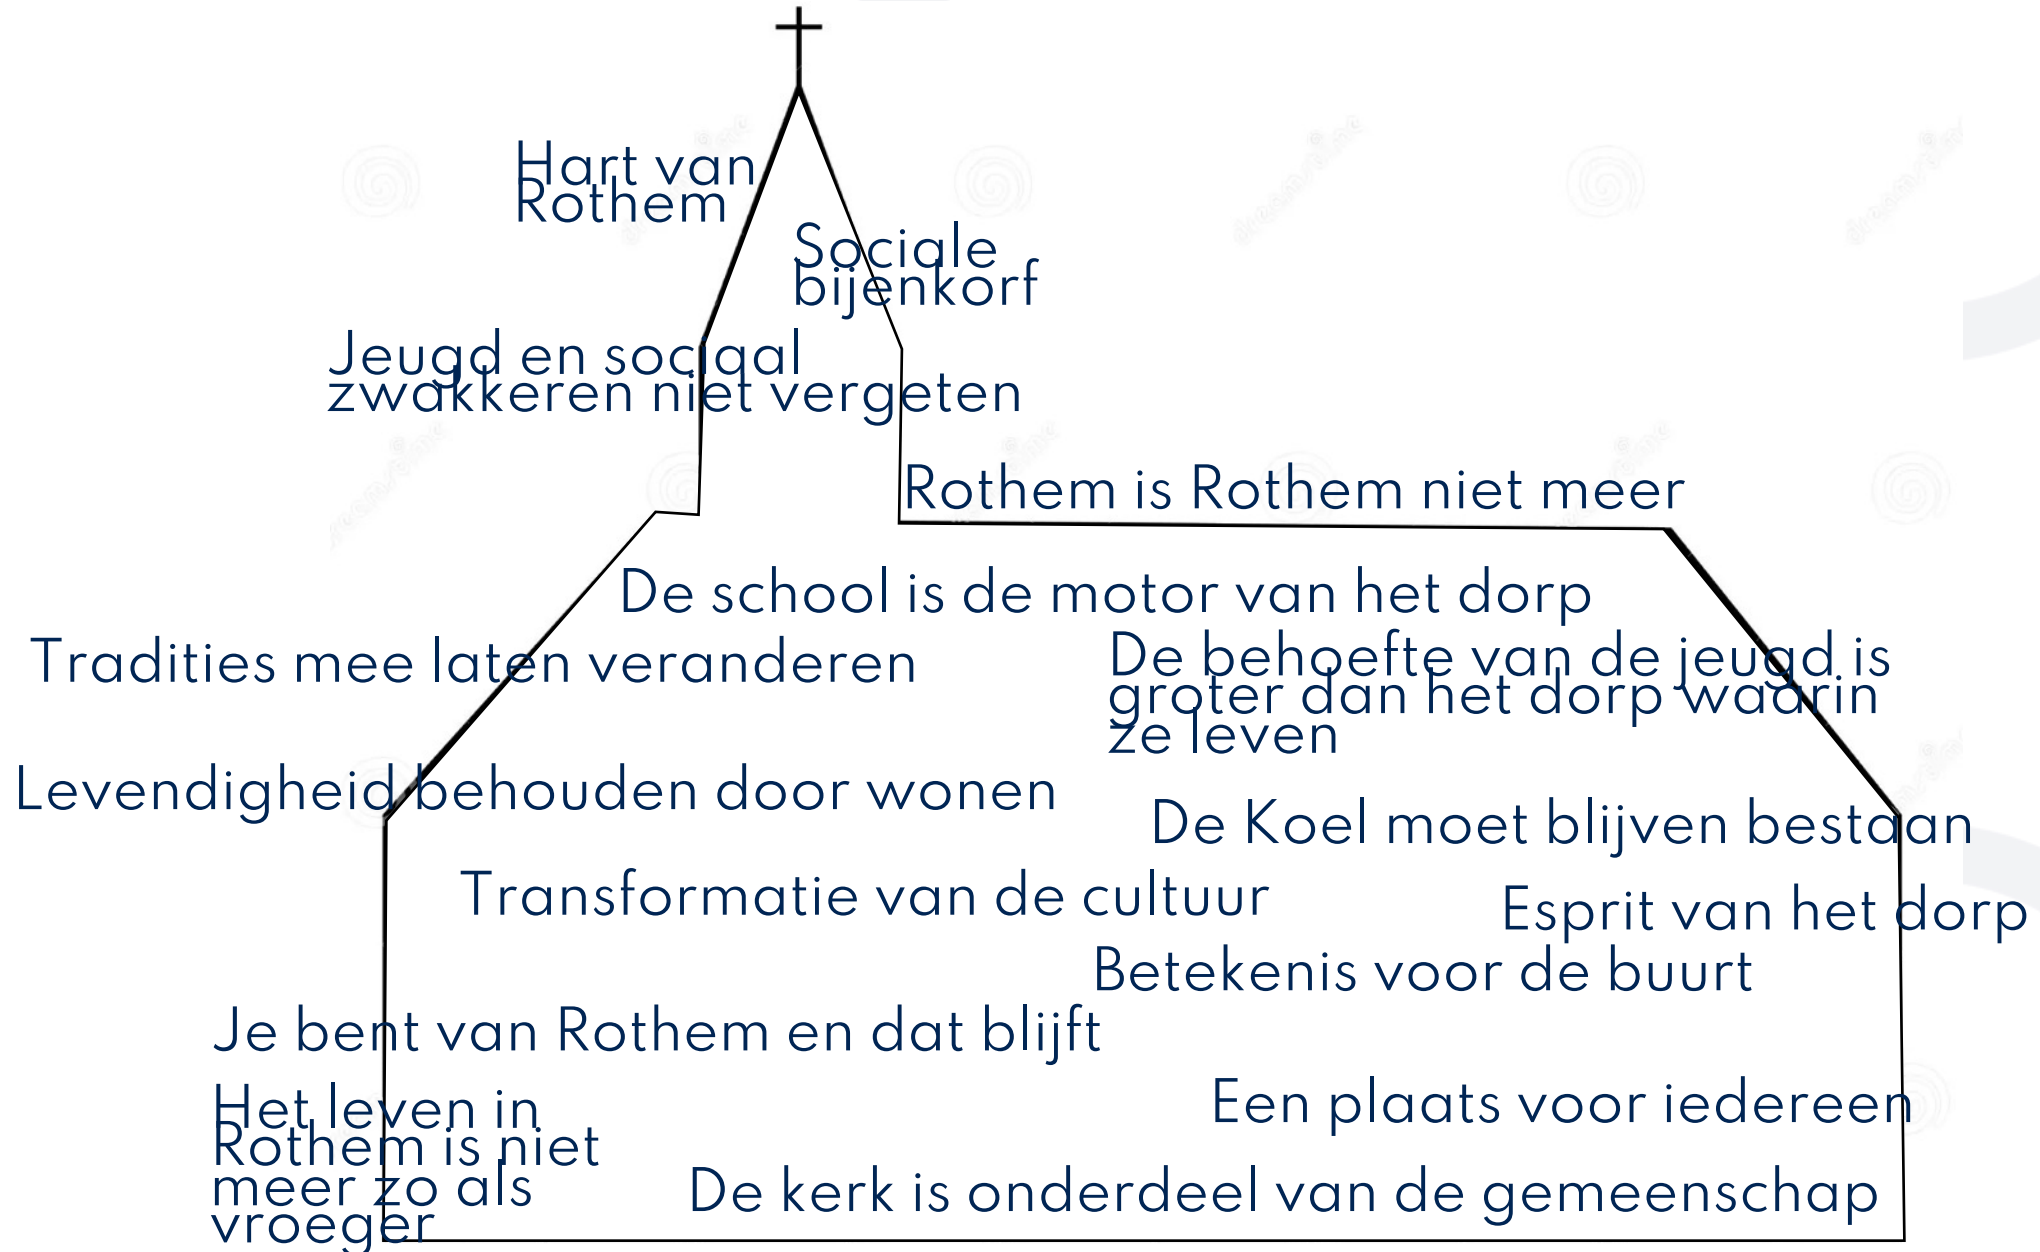 Hart van
Rothem
Sociale
bijenkorf
Jeugd en sociaal
zwakkeren niet vergeten
Rothem is Rothem niet meer
De school is de motor van het dorp
Tradities mee laten veranderen
De behoefte van de jeugd is
groter dan het dorp waarin
ze leven
Levendigheid behouden door wonen
De Koel moet blijven bestaan
Transformatie van de cultuur
Esprit van het dorp
Betekenis voor de buurt
Je bent van Rothem en dat blijft
Het leven in
Rothem is niet
meer zo als
vroeger
Een plaats voor iedereen
De kerk is onderdeel van de gemeenschap